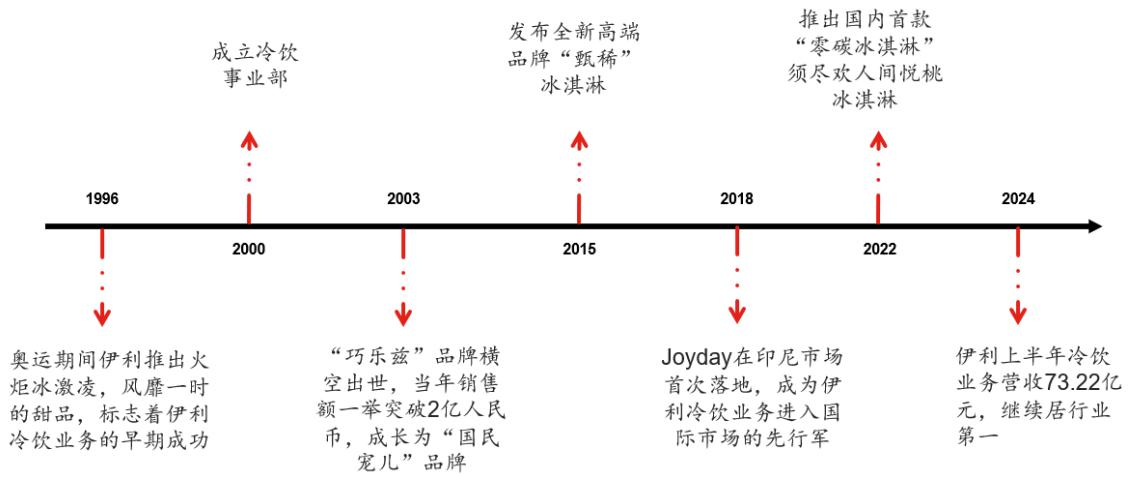 成立冷饮
事业部
发布全新高端
品牌“甄稀”
冰淇淋
推出国内首款
“零碳冰淇淋”
须尽欢人间悦桃
冰淇淋
1996
2003
2018
2024
2000
2015
2022
奥运期间伊利推出火
炬冰激凌，风靡一时
的甜品，标志着伊利
冷饮业务的早期成功
“巧乐兹”品牌横
空出世，当年销售
额一举突破2亿人民
币，成长为“国民
宠儿”品牌
Joyday在印尼市场
首次落地，成为伊
利冷饮业务进入国
际市场的先行军
伊利上半年冷饮
业务营收73.22亿
元，继续居行业
第一